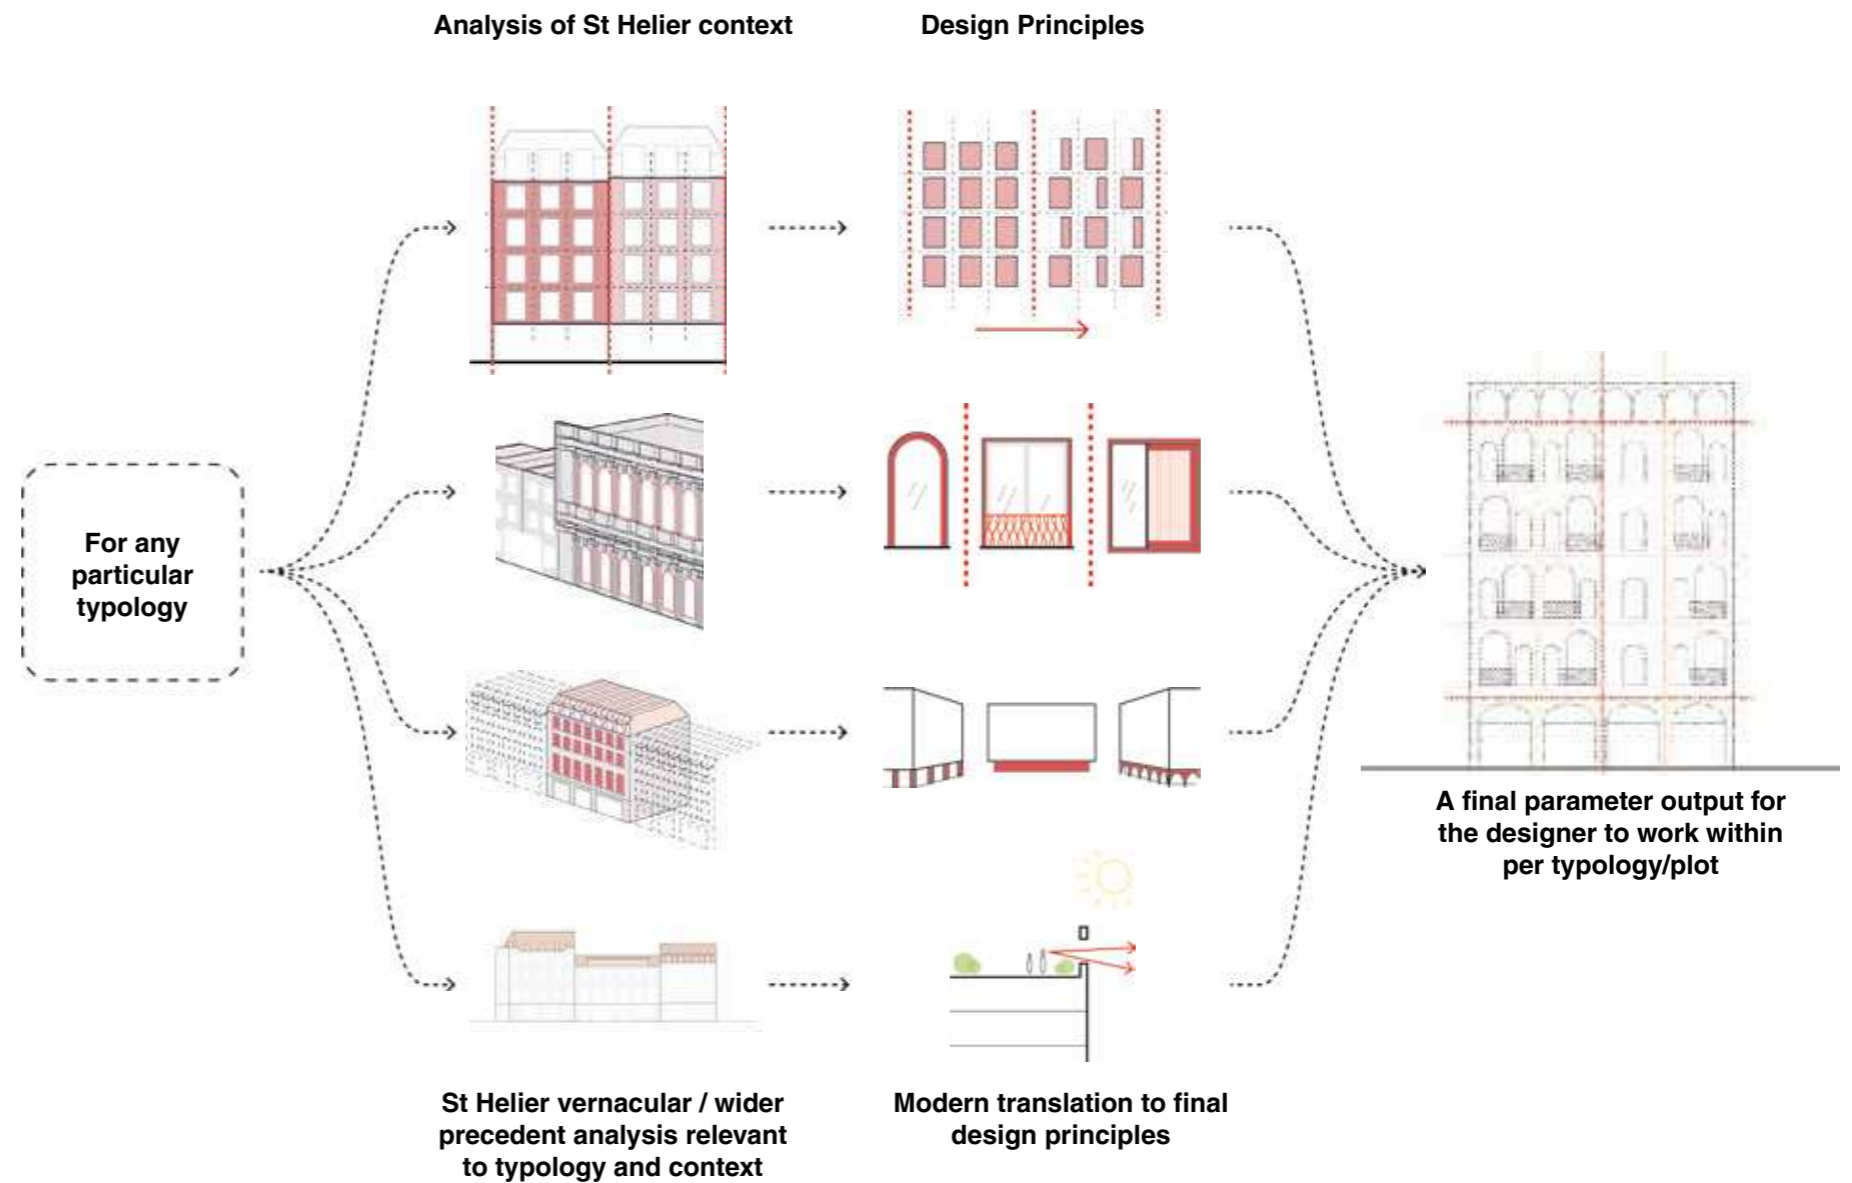 Analysis of St Helier context
Design Principles
For any
particular
typology
A final parameter output for
the designer to work within
per typology/plot
St Helier vernacular / wider
precedent analysis relevant
to typology and context
Modern translation to final
design principles